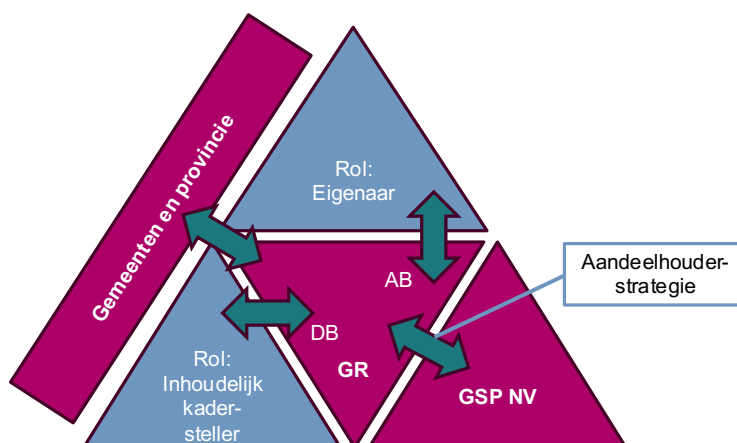 Gemeenten en provincie
Rol:
Eigenaar
AB
Aandeelhouder-
strategie
DB
GR
Rol:
Inhoudelijk
kader-
steller
GSP NV